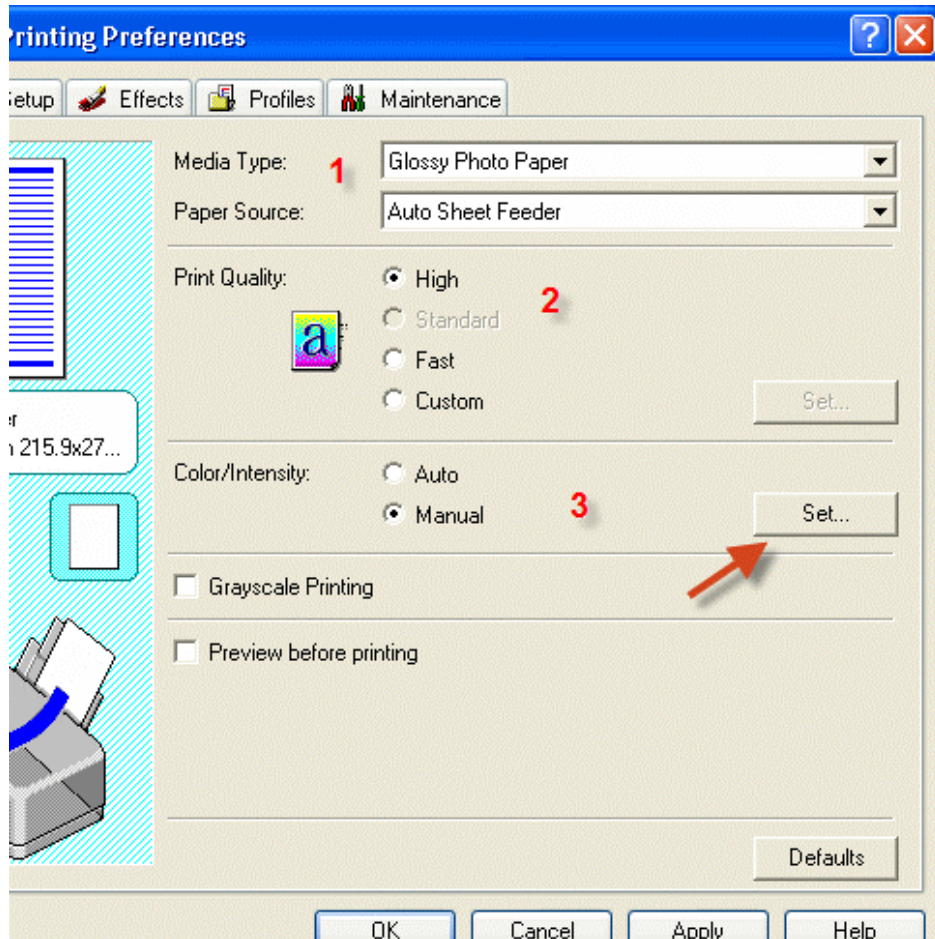 Printing Preferences
Setup Effects Profiles Maintenance
Media Type: 1 Glossy Photo Paper
Paper Source: Auto Sheet Feeder
Print Quality: High
2
Standard
a
Fast
Custom Set...
er
n 215.9x27...
Color/Intensity: Auto
Manual 3 Set...
Grayscale Printing
Preview before printing
Defaults
OK Cancel Apply Help